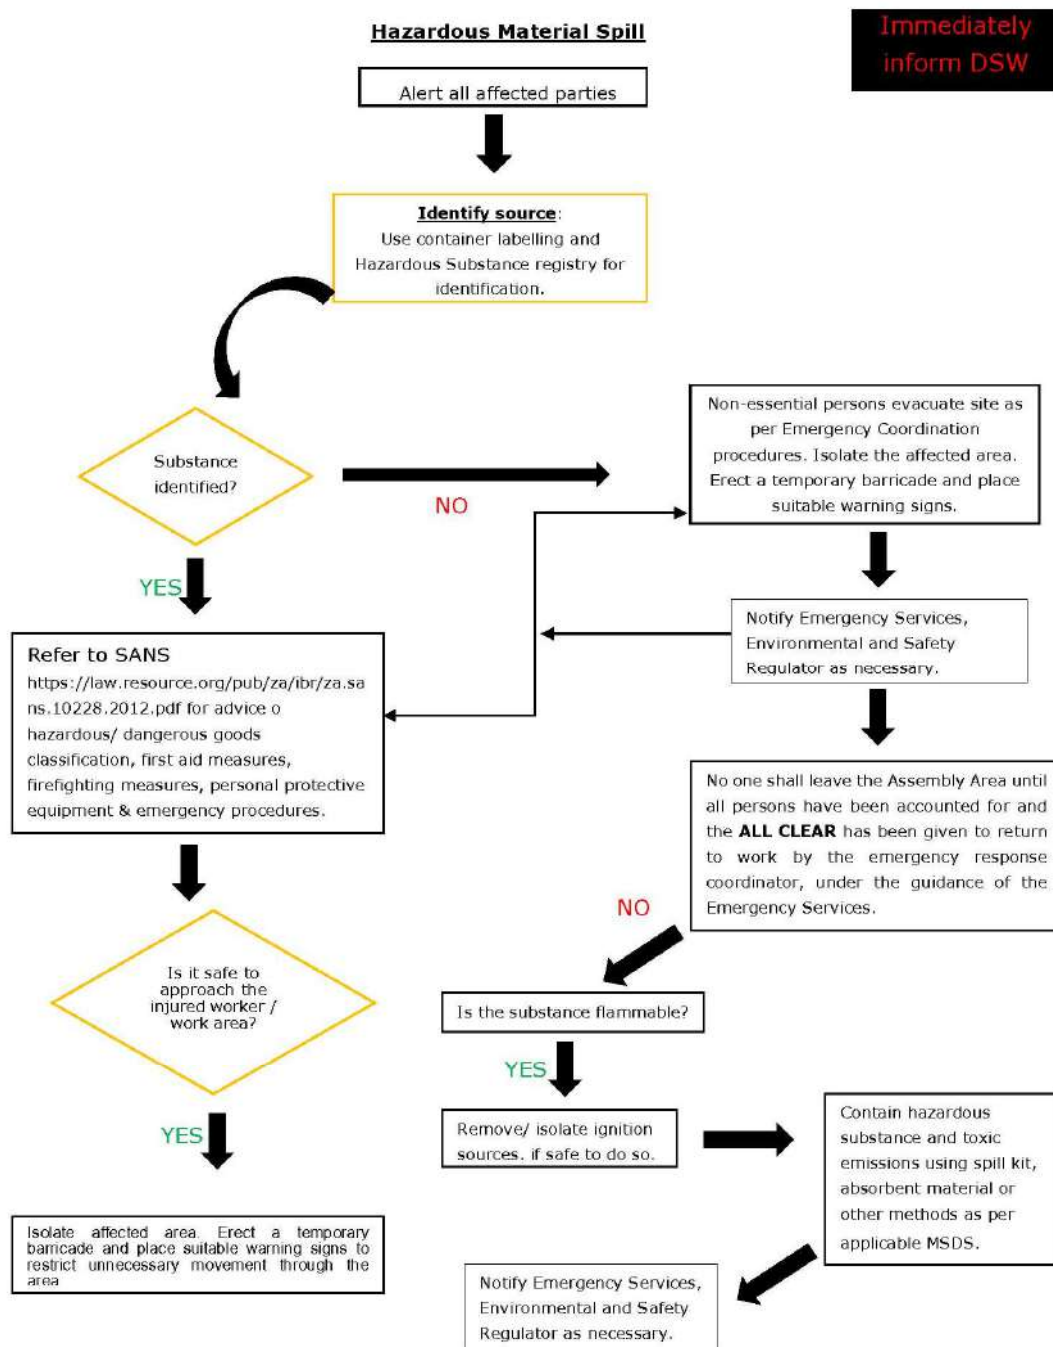 Hazardous Material Spill
Immediately
inform DSW
Alert all affected parties
Identify source:
Use container labelling and
Hazardous Substance registry for
identification.
Substance
identified?
NO
Non-essential persons evacuate site as
per Emergency Coordination
procedures. Isolate the affected area.
Erect a temporary barricade and place
suitable warning signs.
YES
Notify Emergency Services,
Environmental and Safety
Regulator as necessary.
Refer to SANS
https://law.resource.org/pub/za/ibr/za.sa
ns.10228.2012.pdf for advice o
hazardous/ dangerous goods
classification, first aid measures,
firefighting measures, personal protective
equipment & emergency procedures.
No one shall leave the Assembly Area until
all persons have been accounted for and
the ALL CLEAR has been given to return
to work by the emergency response
coordinator, under the guidance of the
Emergency Services.
NO
Is it safe to
approach the
injured worker /
work area?
Is the substance flammable?
YES
YES
Remove/ isolate ignition
sources. if safe to do so.
Contain hazardous
substance and toxic
emissions using spill kit,
absorbent material or
other methods as per
applicable MSDS.
Isolate affected area. Erect a temporary
barricade and place suitable warning signs to
restrict unnecessary movement through the
area
Notify Emergency Services,
Environmental and Safety
Regulator as necessary.